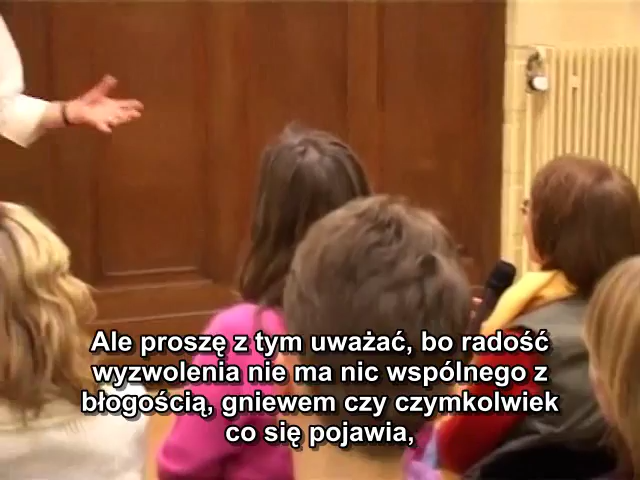 Ale proszę z tym uważać, bo radość
wyzwolenia nie ma nic wspólnego z
błogością, gniewem czy czymkolwiek
co się pojawia,